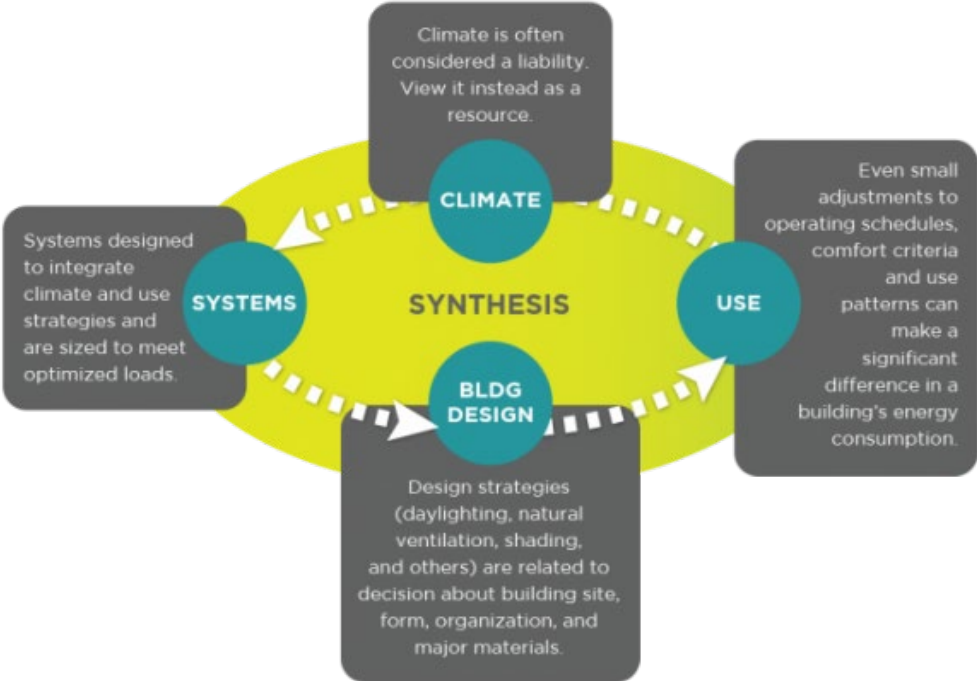 Climate is often
considered a liability.
View it instead as a
resource.
CLIMATE
Systems designed
to integrate
climate and use
strategies and
are sized to meet
optimized loads.
SYSTEMS
SYNTHESIS
USE
Even small
adjustments to
operating schedules,
comfort criteria
and use
patterns can
make a
significant
difference in a
building's energy
consumption.
BLDG
DESIGN
Design strategies
(daylighting, natural
ventilation, shading,
and others) are related to
decision about building site,
form, organization, and
major materials.